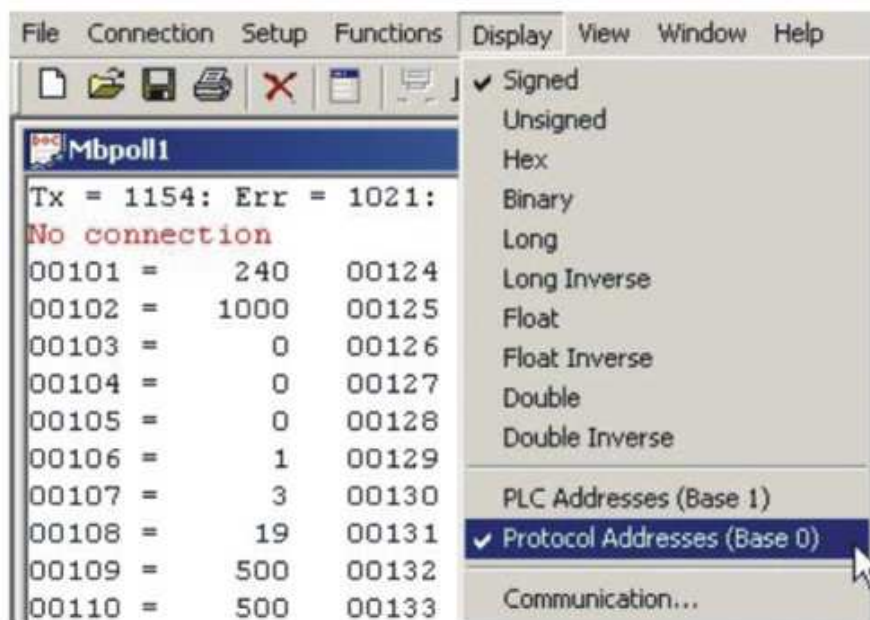 File Connection Setup Functions Display View Window Help
Mbpoll1
Tx = 1154: Err = 1021:
No connection
00101 = 240 00124
00102 = 1000 00125
00103 = 0 00126
00104 = 0 00127
00105 = 0 00128
00106 = 1 00129
00107 = 3 00130
00108 = 19 00131
00109 = 500 00132
00110 = 500 00133
Signed
Unsigned
Hex
Binary
Long
Long Inverse
Float
Float Inverse
Double
Double Inverse
PLC Addresses (Base 1)
Protocol Addresses (Base 0)
Communication...